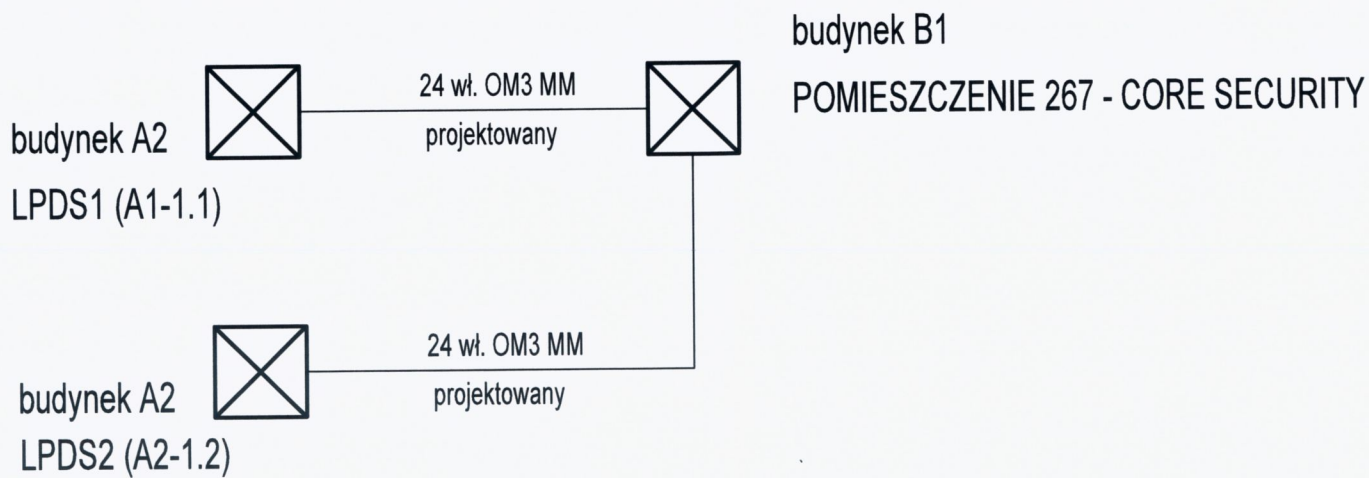 budynek B1
POMIESZCZENIE 267 - CORE SECURITY
24 wł. OM3 MM
projektowany
budynek A2
LPDS1 (A1-1.1)
24 wł. OM3 MM
projektowany
budynek A2
LPDS2 (A2-1.2)